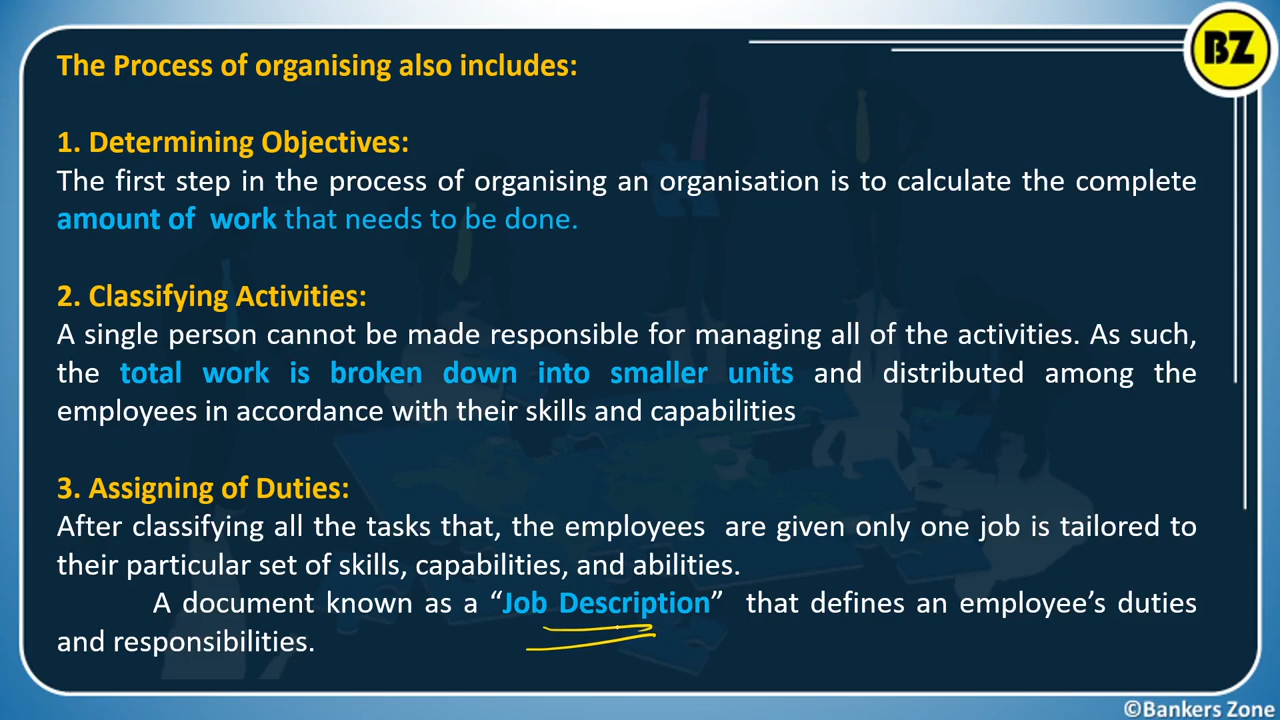 BZ
The Process of organising also includes:
1. Determining Objectives:
The first step in the process of organising an organisation is to calculate the complete
amount of work that needs to be done.
2. Classifying Activities:
A single person cannot be made responsible for managing all of the activities. As such,
the total work is broken down into smaller units and distributed among the
employees in accordance with their skills and capabilities
3. Assigning of Duties:
After classifying all the tasks that, the employees are given only one job is tailored to
their particular set of skills, capabilities, and abilities.
A document known as a “Job Description” that defines an employee’s duties
and responsibilities.
©Bankers Zone